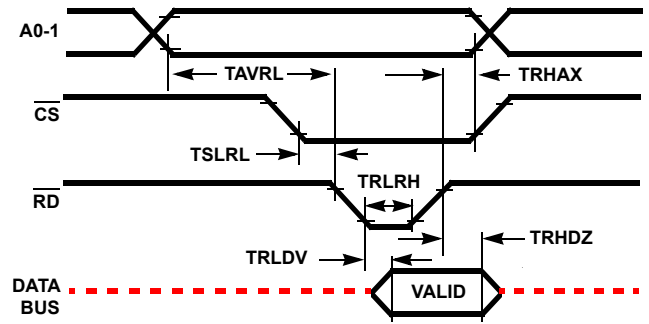 A0-1
TAVRL
TRHAX
CS
TSLRL
TRLRH
RD
TRHDZ
TRLDV
DATA
BUS
VALID